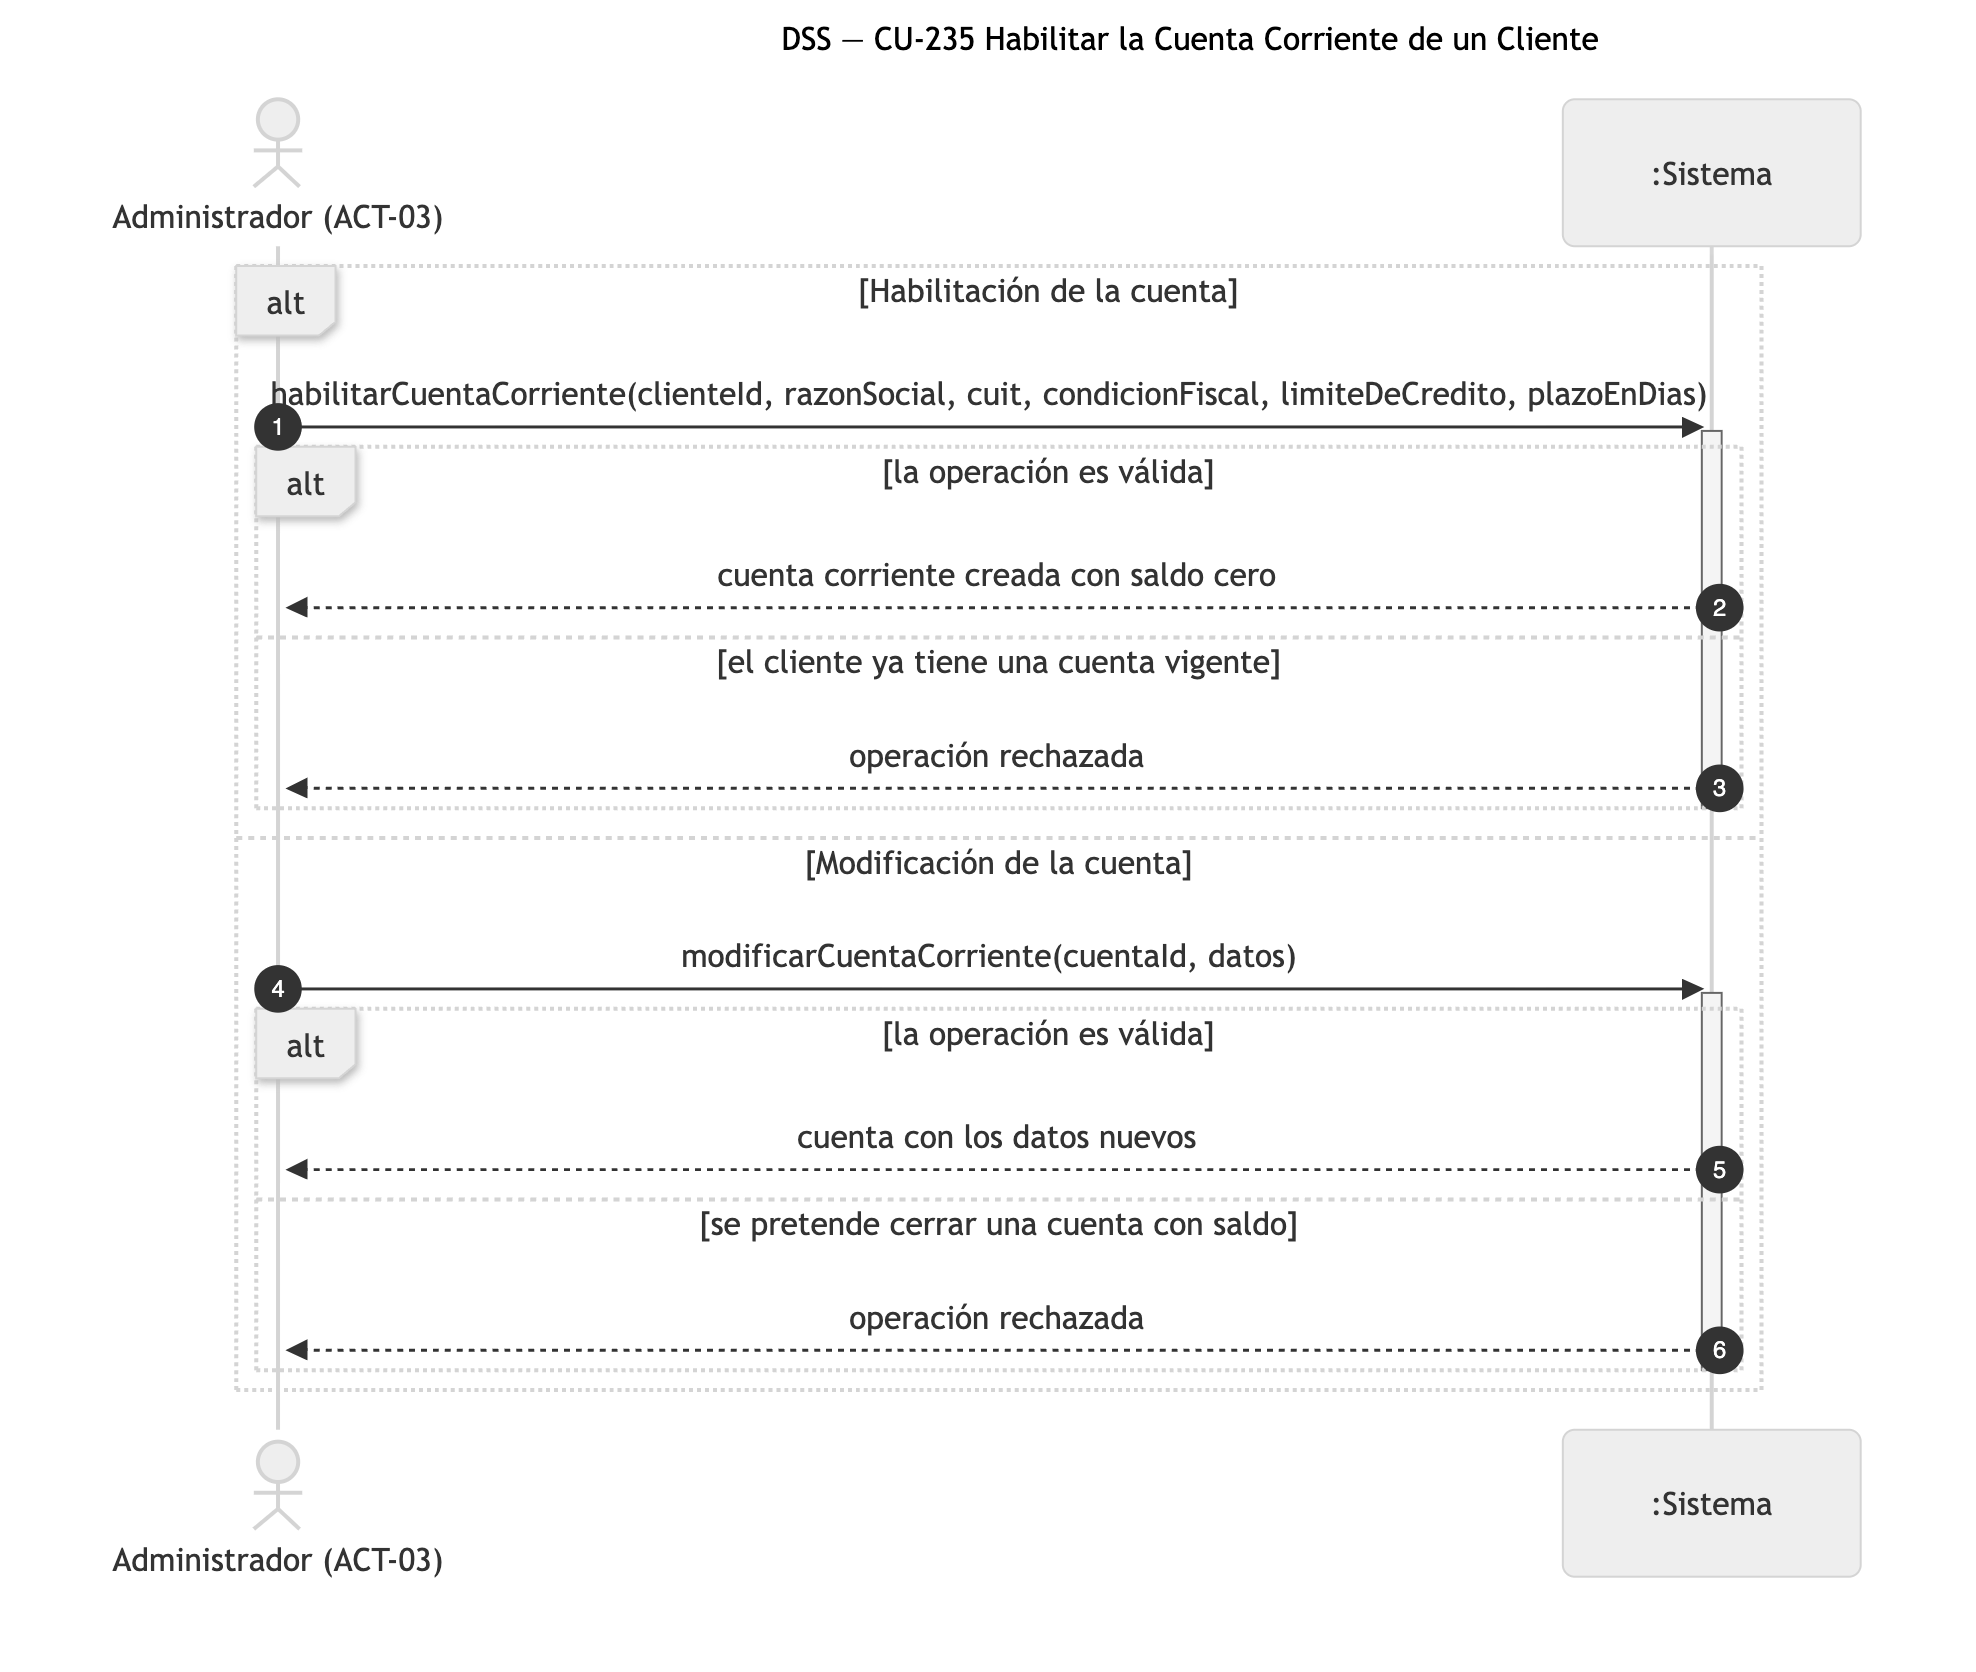 DSS — CU-235 Habilitar la Cuenta Corriente de un Cliente
Administrador (ACT-03)
:Sistema
alt
[Habilitación de la cuenta]
habilitarCuentaCorriente(clienteId, razonSocial, cuit, condicionFiscal, limiteDeCredito, plazoEnDias)
1
alt
[la operación es válida]
cuenta corriente creada con saldo cero
2
[el cliente ya tiene una cuenta vigente]
operación rechazada
3
[Modificación de la cuenta]
modificarCuentaCorriente(cuentaId, datos)
4
alt
[la operación es válida]
cuenta con los datos nuevos
5
[se pretende cerrar una cuenta con saldo]
operación rechazada
6
Administrador (ACT-03)
:Sistema